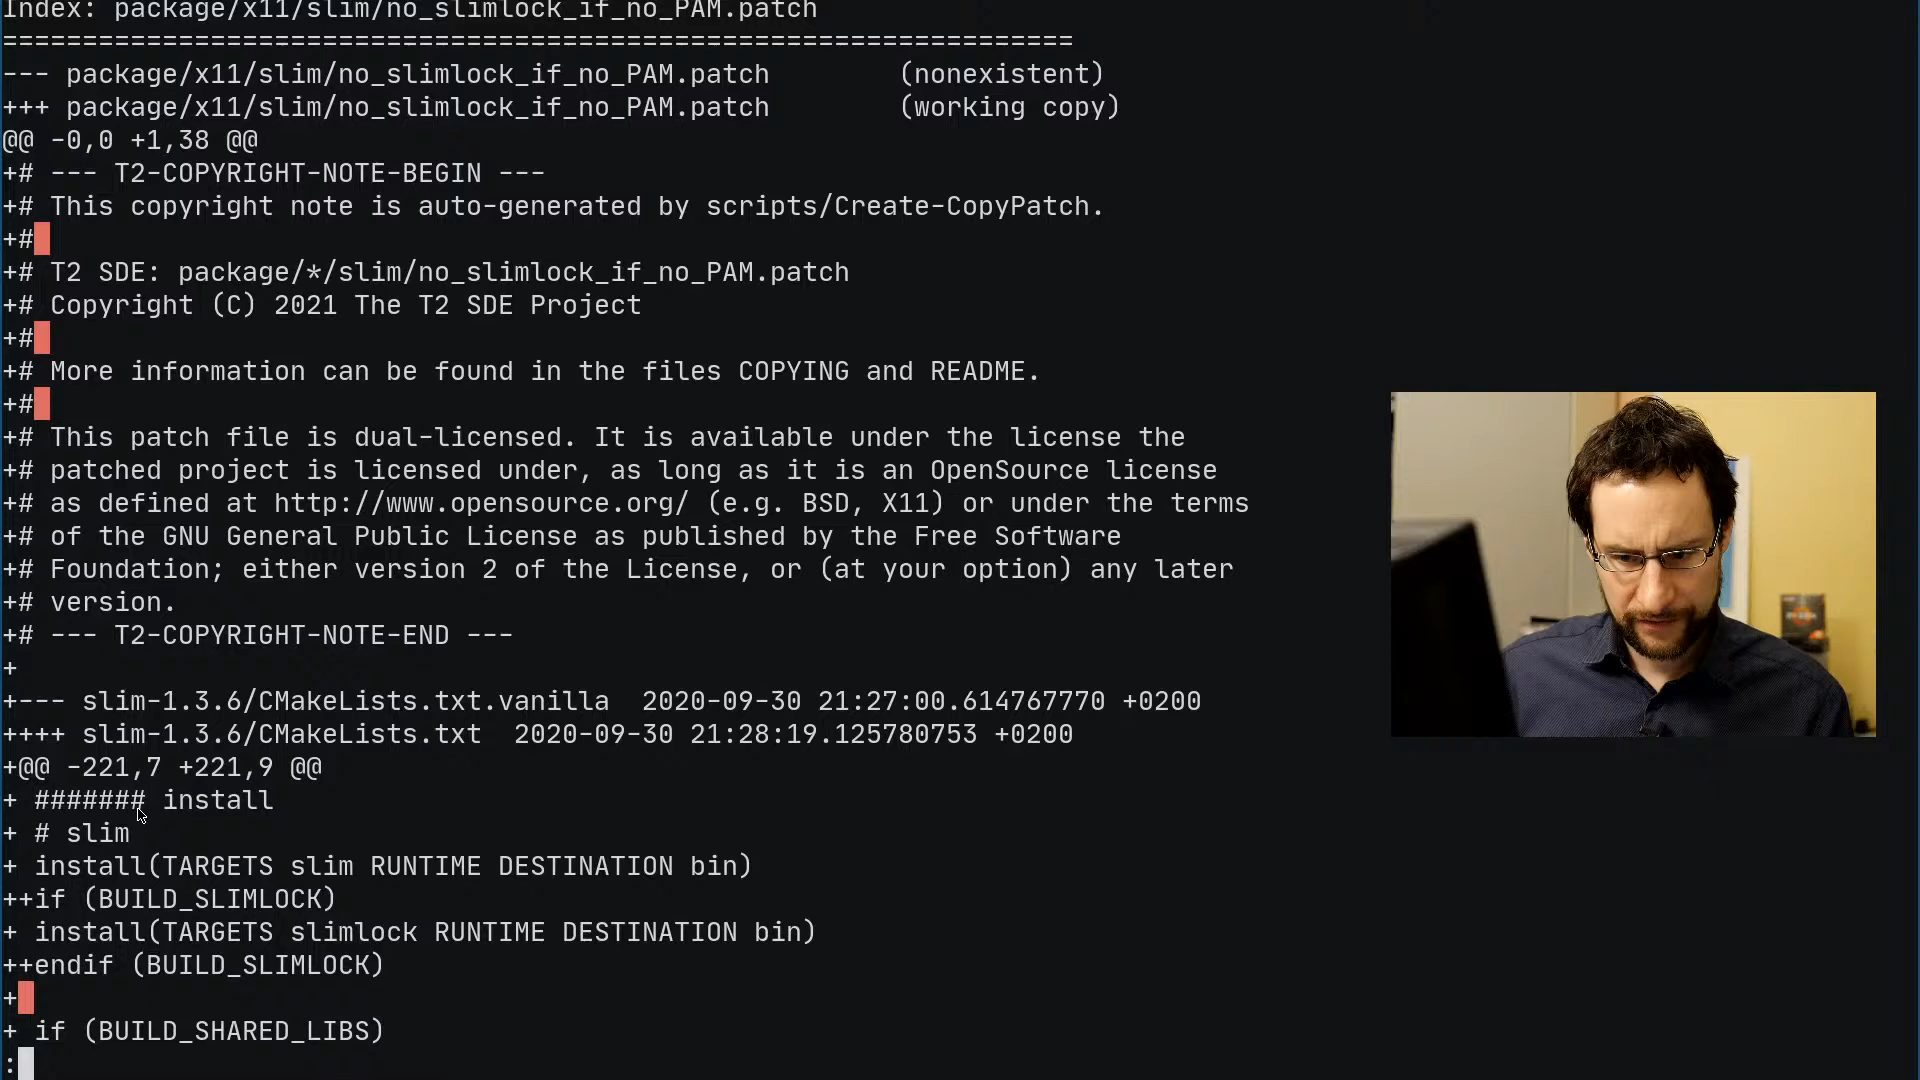 Index: package/x11/slim/no_slimlock_if_no_PAM.patch
===================================================================
--- package/x11/slim/no_slimlock_if_no_PAM.patch	(nonexistent)
+++ package/x11/slim/no_slimlock_if_no_PAM.patch	(working copy)
@@ -0,0 +1,38 @@
+# --- T2-COPYRIGHT-NOTE-BEGIN ---
+# This copyright note is auto-generated by scripts/Create-CopyPatch.
+#
+# T2 SDE: package/*/slim/no_slimlock_if_no_PAM.patch
+# Copyright (C) 2021 The T2 SDE Project
+#
+# More information can be found in the files COPYING and README.
+#
+# This patch file is dual-licensed. It is available under the license the
+# patched project is licensed under, as long as it is an OpenSource license
+# as defined at http://www.opensource.org/ (e.g. BSD, X11) or under the terms
+# of the GNU General Public License as published by the Free Software
+# Foundation; either version 2 of the License, or (at your option) any later
+# version.
+# --- T2-COPYRIGHT-NOTE-END ---
+
+--- slim-1.3.6/CMakeLists.txt.vanilla	2020-09-30 21:27:00.614767770 +0200
++++ slim-1.3.6/CMakeLists.txt	2020-09-30 21:28:19.125780753 +0200
+@@ -221,7 +221,9 @@
+ ####### install
+ # slim
+ install(TARGETS slim RUNTIME DESTINATION bin)
++if (BUILD_SLIMLOCK)
+ install(TARGETS slimlock RUNTIME DESTINATION bin)
++endif (BUILD_SLIMLOCK)
+
+ if (BUILD_SHARED_LIBS)
: